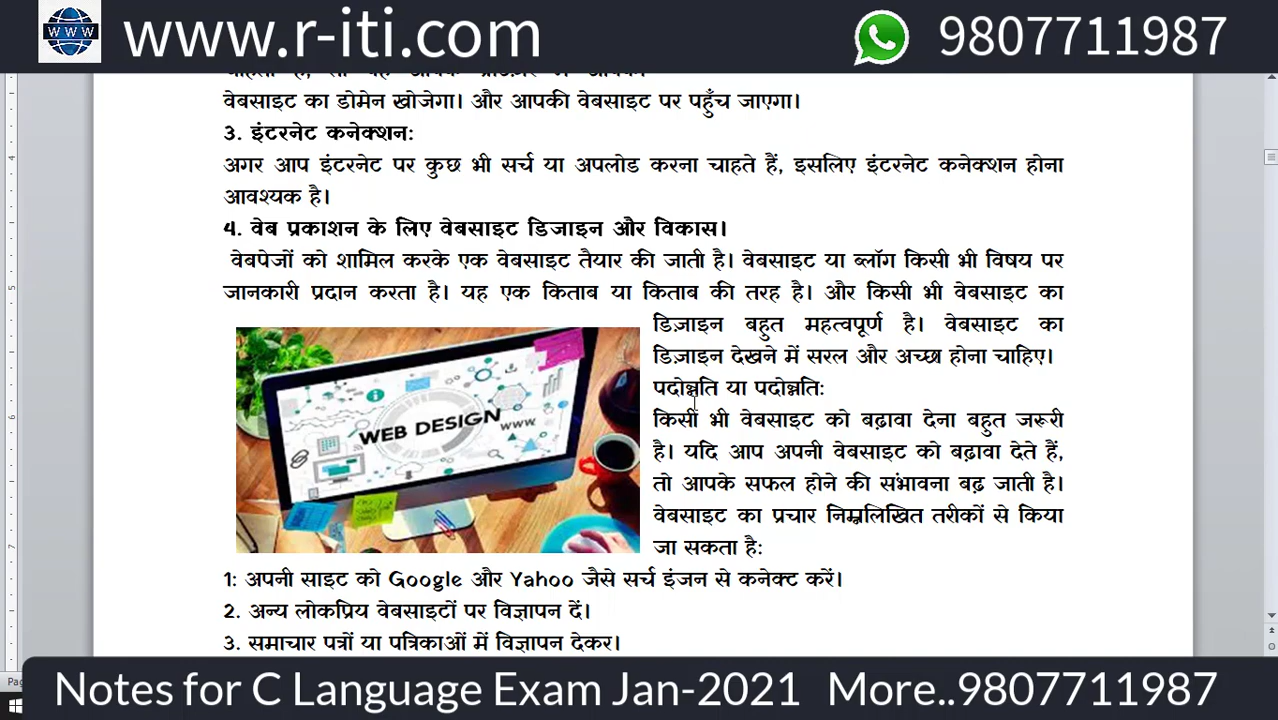 WWW
www.r-iti.com
9807711987
वेबसाइट का डोमेन खोजेगा। और आपकी वेबसाइट पर पहुँच जाएगा।
3. इंटरनेट कनेक्शन:
अगर आप इंटरनेट पर कुछ भी सर्च या अपलोड करना चाहते हैं, इसलिए इंटरनेट कनेक्शन होना
आवश्यक है।
4. वेब प्रकाशन के लिए वेबसाइट डिजाइन और विकास।
वेबपेजों को शामिल करके एक वेबसाइट तैयार की जाती है। वेबसाइट या ब्लॉग किसी भी विषय पर
जानकारी प्रदान करता है। यह एक किताब या किताब की तरह है। और किसी भी वेबसाइट का
डिज़ाइन बहुत महत्वपूर्ण है। वेबसाइट का
डिज़ाइन देखने में सरल और अच्छा होना चाहिए।
पदोन्नति या पदोन्नति:
किसी भी वेबसाइट को बढ़ावा देना बहुत जरूरी
है। यदि आप अपनी वेबसाइट को बढ़ावा देते हैं,
तो आपके सफल होने की संभावना बढ़ जाती है।
वेबसाइट का प्रचार निम्नलिखित तरीकों से किया
जा सकता है:
WEB DESIGN
www.
1: अपनी साइट को Google और Yahoo जैसे सर्च इंजन से कनेक्ट करें।
2. अन्य लोकप्रिय वेबसाइटों पर विज्ञापन दें।
3. समाचार पत्रों या पत्रिकाओं में विज्ञापन देकर।
Notes for C Language Exam Jan-2021 More..9807711987